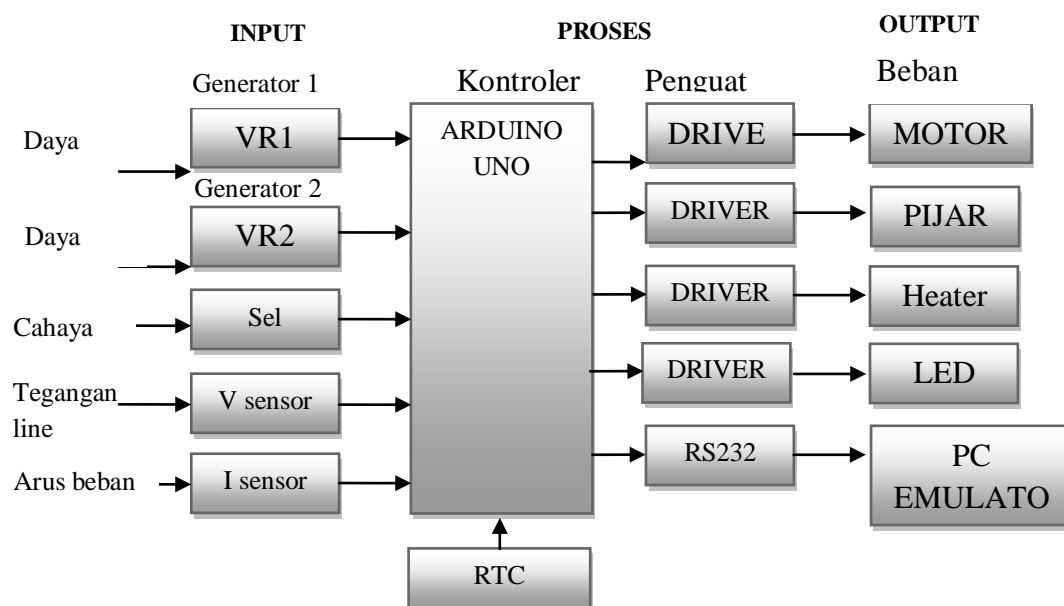 INPUT
PROSES
OUTPUT
Generator 1
Kontroler
Penguat
Beban
Daya
VR1
ARDUINO
UNO
DRIVE
MOTOR
Generator 2
Daya
VR2
DRIVER
PIJAR
Cahaya
Sel
DRIVER
Heater
Tegangan
line
V sensor
DRIVER
LED
Arus beban
I sensor
RS232
PC
EMULATO
RTC